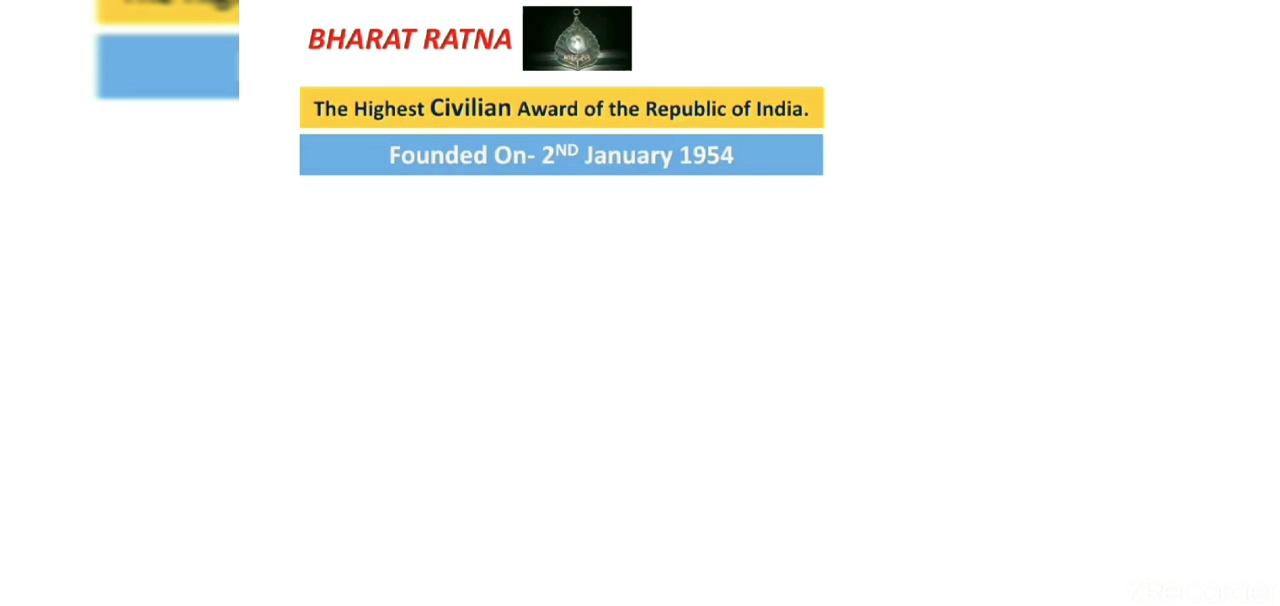 BHARAT RATNA
The Highest Civilian Award of the Republic of India.
Founded On- 2ND January 1954